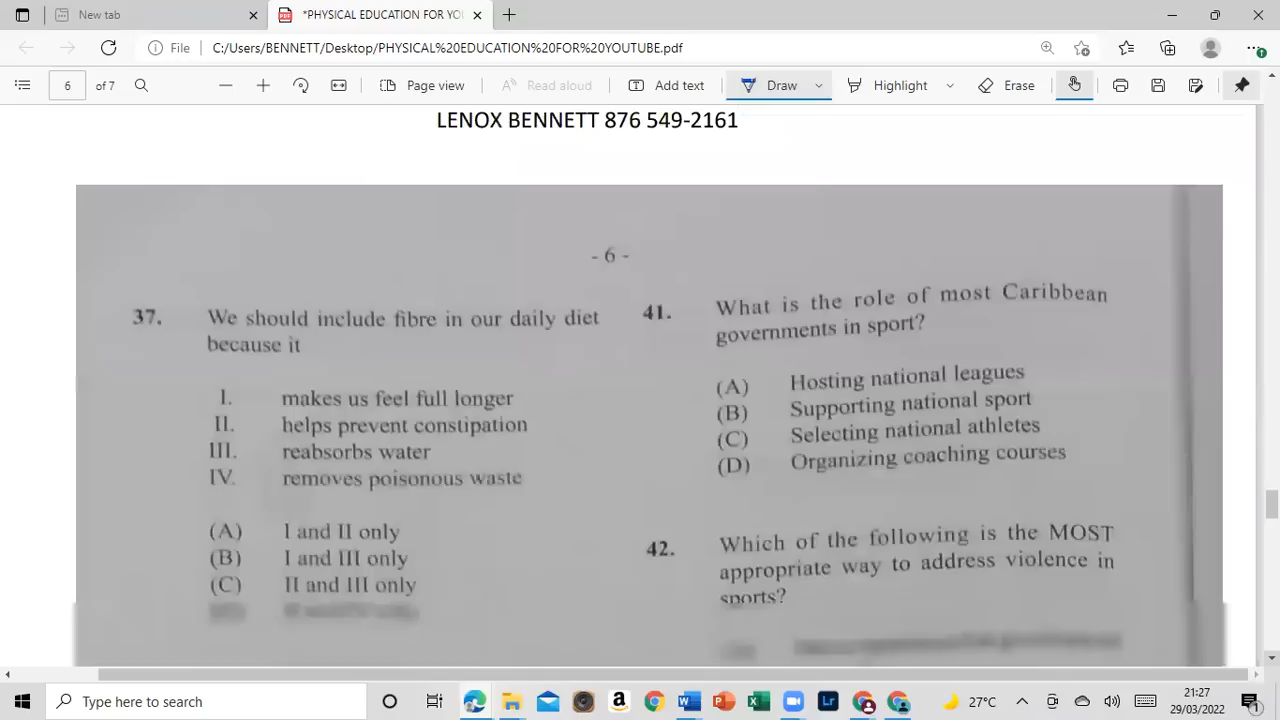 New tab
*PHYSICAL EDUCATION FOR YOU
File
C:/Users/BENNETT/Desktop/PHYSICAL%20EDUCATION%20FOR%20YOUTUBE.pdf
6 of 7
Page view
Read aloud
Add text
Draw
Highlight
Erase
LENOX BENNETT 876 549-2161
- 6 -
37. We should include fibre in our daily diet
because it
I. makes us feel full longer
II. helps prevent constipation
III. reabsorbs water
IV. removes poisonous waste
(A) I and II only
(B) I and III only
(C) II and III only
41. What is the role of most Caribbean
governments in sport?
(A) Hosting national leagues
(B) Supporting national sport
(C) Selecting national athletes
(D) Organizing coaching courses
42. Which of the following is the MOST
appropriate way to address violence in
sports?
Type here to search
27°C
21:27
29/03/2022